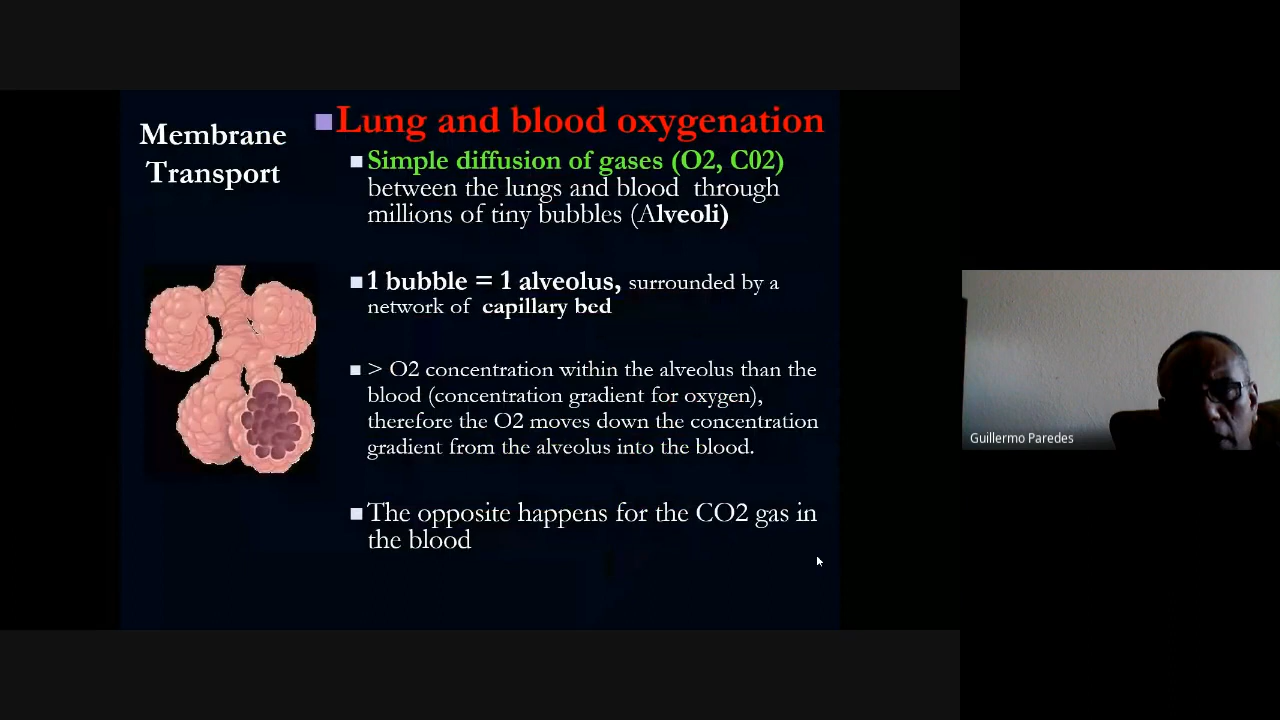 Membrane
Transport
Lung and blood oxygenation
Simple diffusion of gases (O2, C02)
between the lungs and blood through
millions of tiny bubbles (Alveoli)
1 bubble = 1 alveolus, surrounded by a
network of capillary bed
> O2 concentration within the alveolus than the
blood (concentration gradient for oxygen),
therefore the O2 moves down the concentration
gradient from the alveolus into the blood.
The opposite happens for the CO2 gas in
the blood
Guillermo Paredes